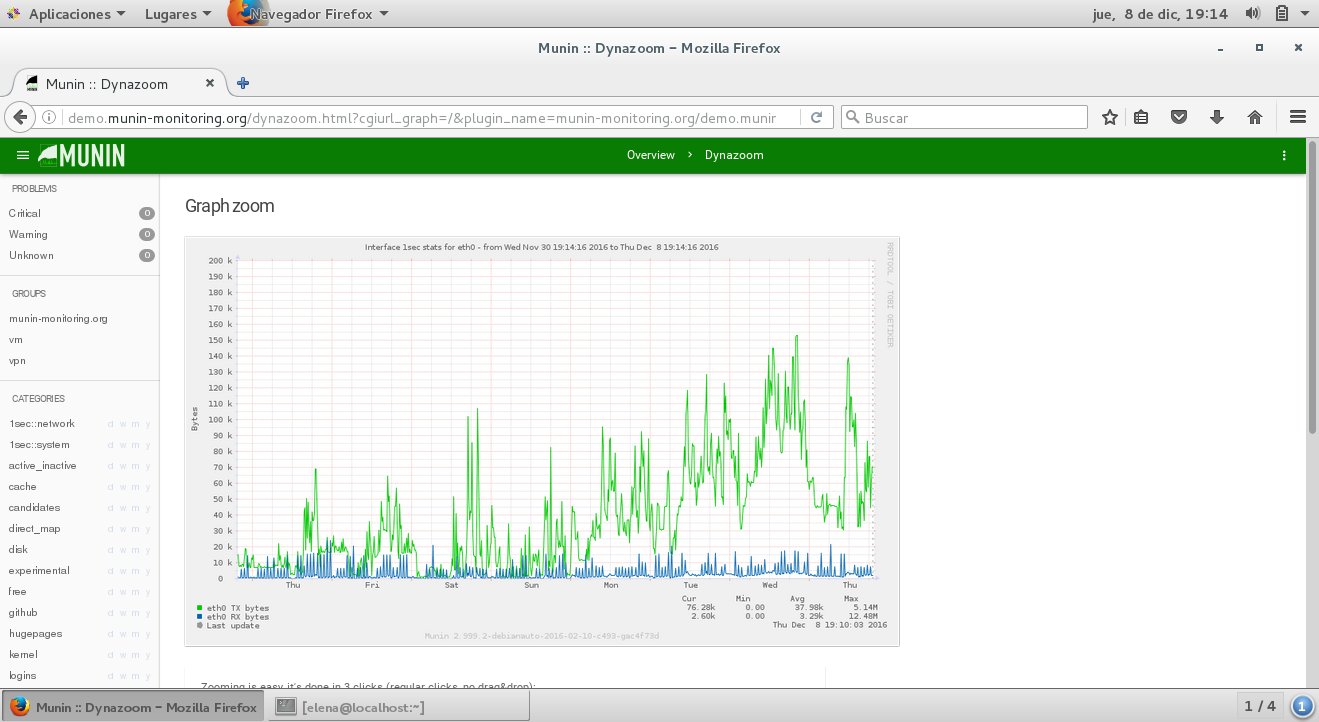 Aplicaciones Lugares Navegador Firefox jue, 8 de dic, 19:14
Munin :: Dynazoom - Mozilla Firefox
Munin :: Dynazoom
demo.munin-monitoring.org/dynazoom.html?cgiurl_graph=/&plugin_name=munin-monitoring.org/demo.munir Buscar
MUNIN Overview › Dynazoom
PROBLEMS
Critical 0
Warning 0
Unknown 0
GROUPS
munin-monitoring.org
vm
vpn
CATEGORIES
1sec::network d w m y
1sec::system d w m y
active_inactive d w m y
cache d w m y
candidates d w m y
direct_map d w m y
disk d w m y
experimental d w m y
free d w m y
github d w m y
hugepages d w m y
kernel d w m y
logins d w m y
Graph zoom
Interface 1sec stats for eth0 - from Wed Nov 30 19:14:16 2016 to Thu Dec 8 19:14:16 2016
RRDTOOL / TOBI OETIKER
Bytes
200 k
190 k
180 k
170 k
160 k
150 k
140 k
130 k
120 k
110 k
100 k
90 k
80 k
70 k
60 k
50 k
40 k
30 k
20 k
10 k
0
Thu Fri Sat Sun Mon Tue Wed Thu
Cur Min Avg Max
eth0 TX bytes 76.28k 0.00 37.98k 5.14M
eth0 RX bytes 2.60k 0.00 3.29k 12.48M
Last update Thu Dec 8 19:10:03 2016
Munin 2.999.2-debianauto-2016-02-10-c493-gac4f73d
Zooming is easy, it's done in 3 clicks (regular clicks, no drag&drop):
Munin :: Dynazoom - Mozilla Firefox [elena@localhost:~] 1 / 4 1